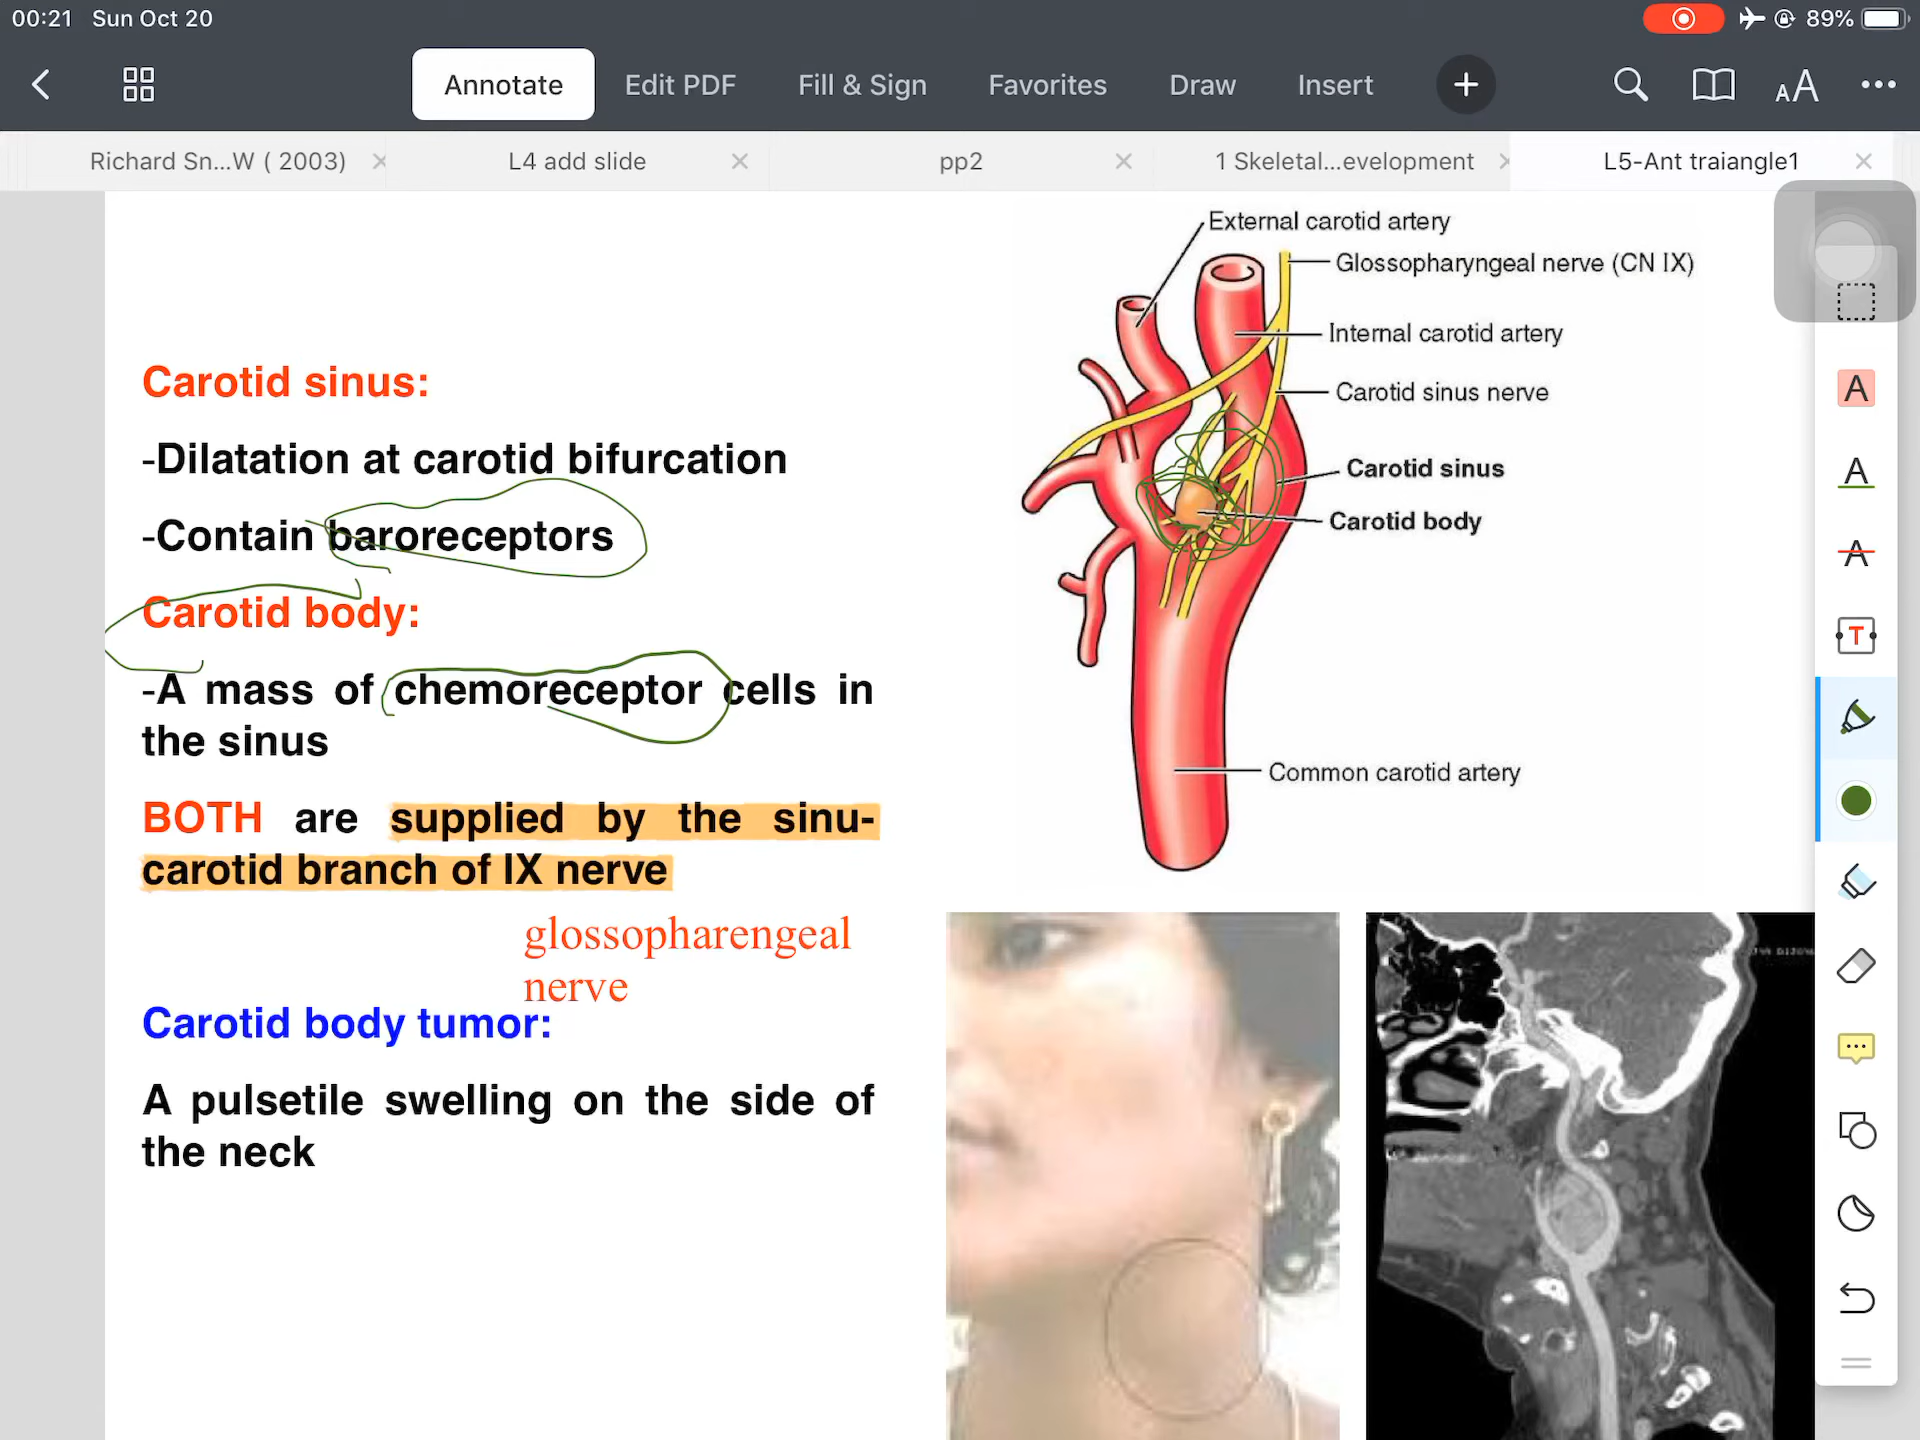 00:21 Sun Oct 20
89%
Annotate Edit PDF Fill & Sign Favorites Draw Insert
AA
Richard Sn...W ( 2003) L4 add slide pp2 1 Skeletal...evelopment L5-Ant traiangle1
Carotid sinus:
-Dilatation at carotid bifurcation
-Contain baroreceptors
Carotid body:
-A mass of chemoreceptor cells in
the sinus
BOTH are supplied by the sinu-
carotid branch of IX nerve
glossopharengeal
nerve
Carotid body tumor:
A pulsetile swelling on the side of
the neck
External carotid artery
Glossopharyngeal nerve (CN IX)
Internal carotid artery
Carotid sinus nerve
Carotid sinus
Carotid body
Common carotid artery
A
A
A
T